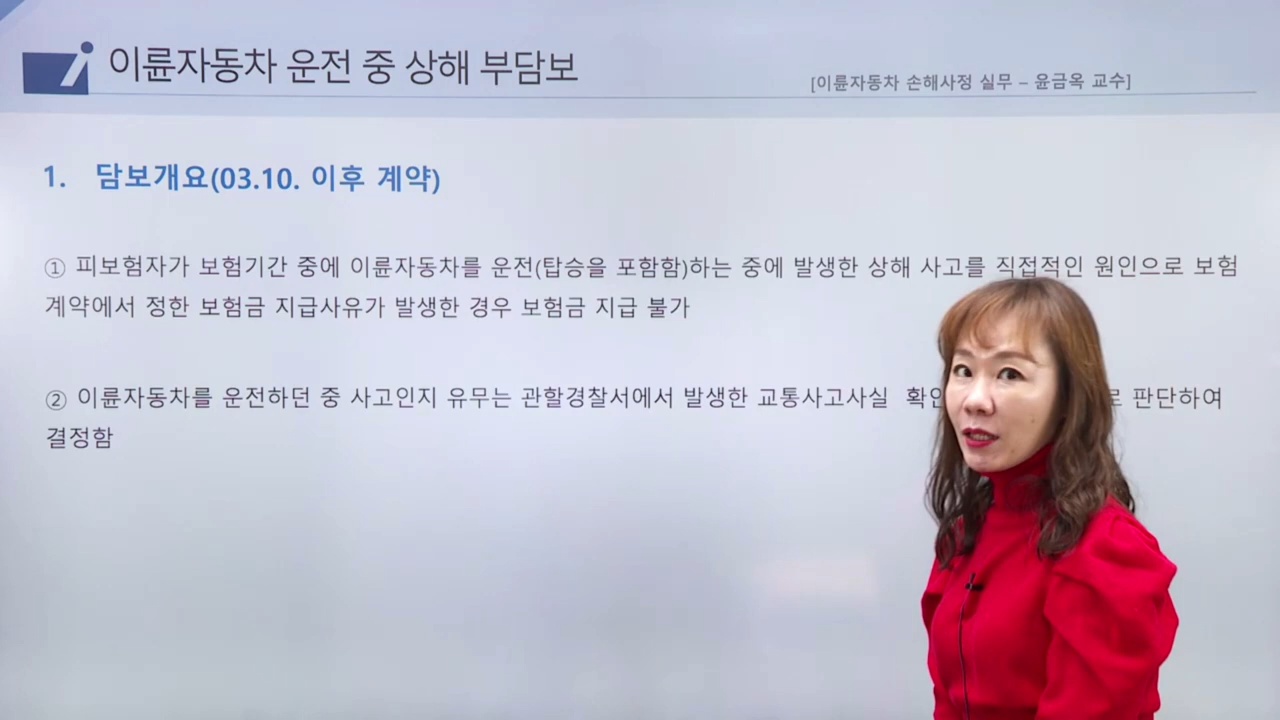 이륜자동차 운전 중 상해 부담보
[이륜자동차 손해사정 실무 – 윤금옥 교수]
1. 담보개요(03.10. 이후 계약)
① 피보험자가 보험기간 중에 이륜자동차를 운전(탑승을 포함함)하는 중에 발생한 상해 사고를 직접적인 원인으로 보험
계약에서 정한 보험금 지급사유가 발생한 경우 보험금 지급 불가
② 이륜자동차를 운전하던 중 사고인지 유무는 관할경찰서에서 발생한 교통사고사실 판단하여
결정함